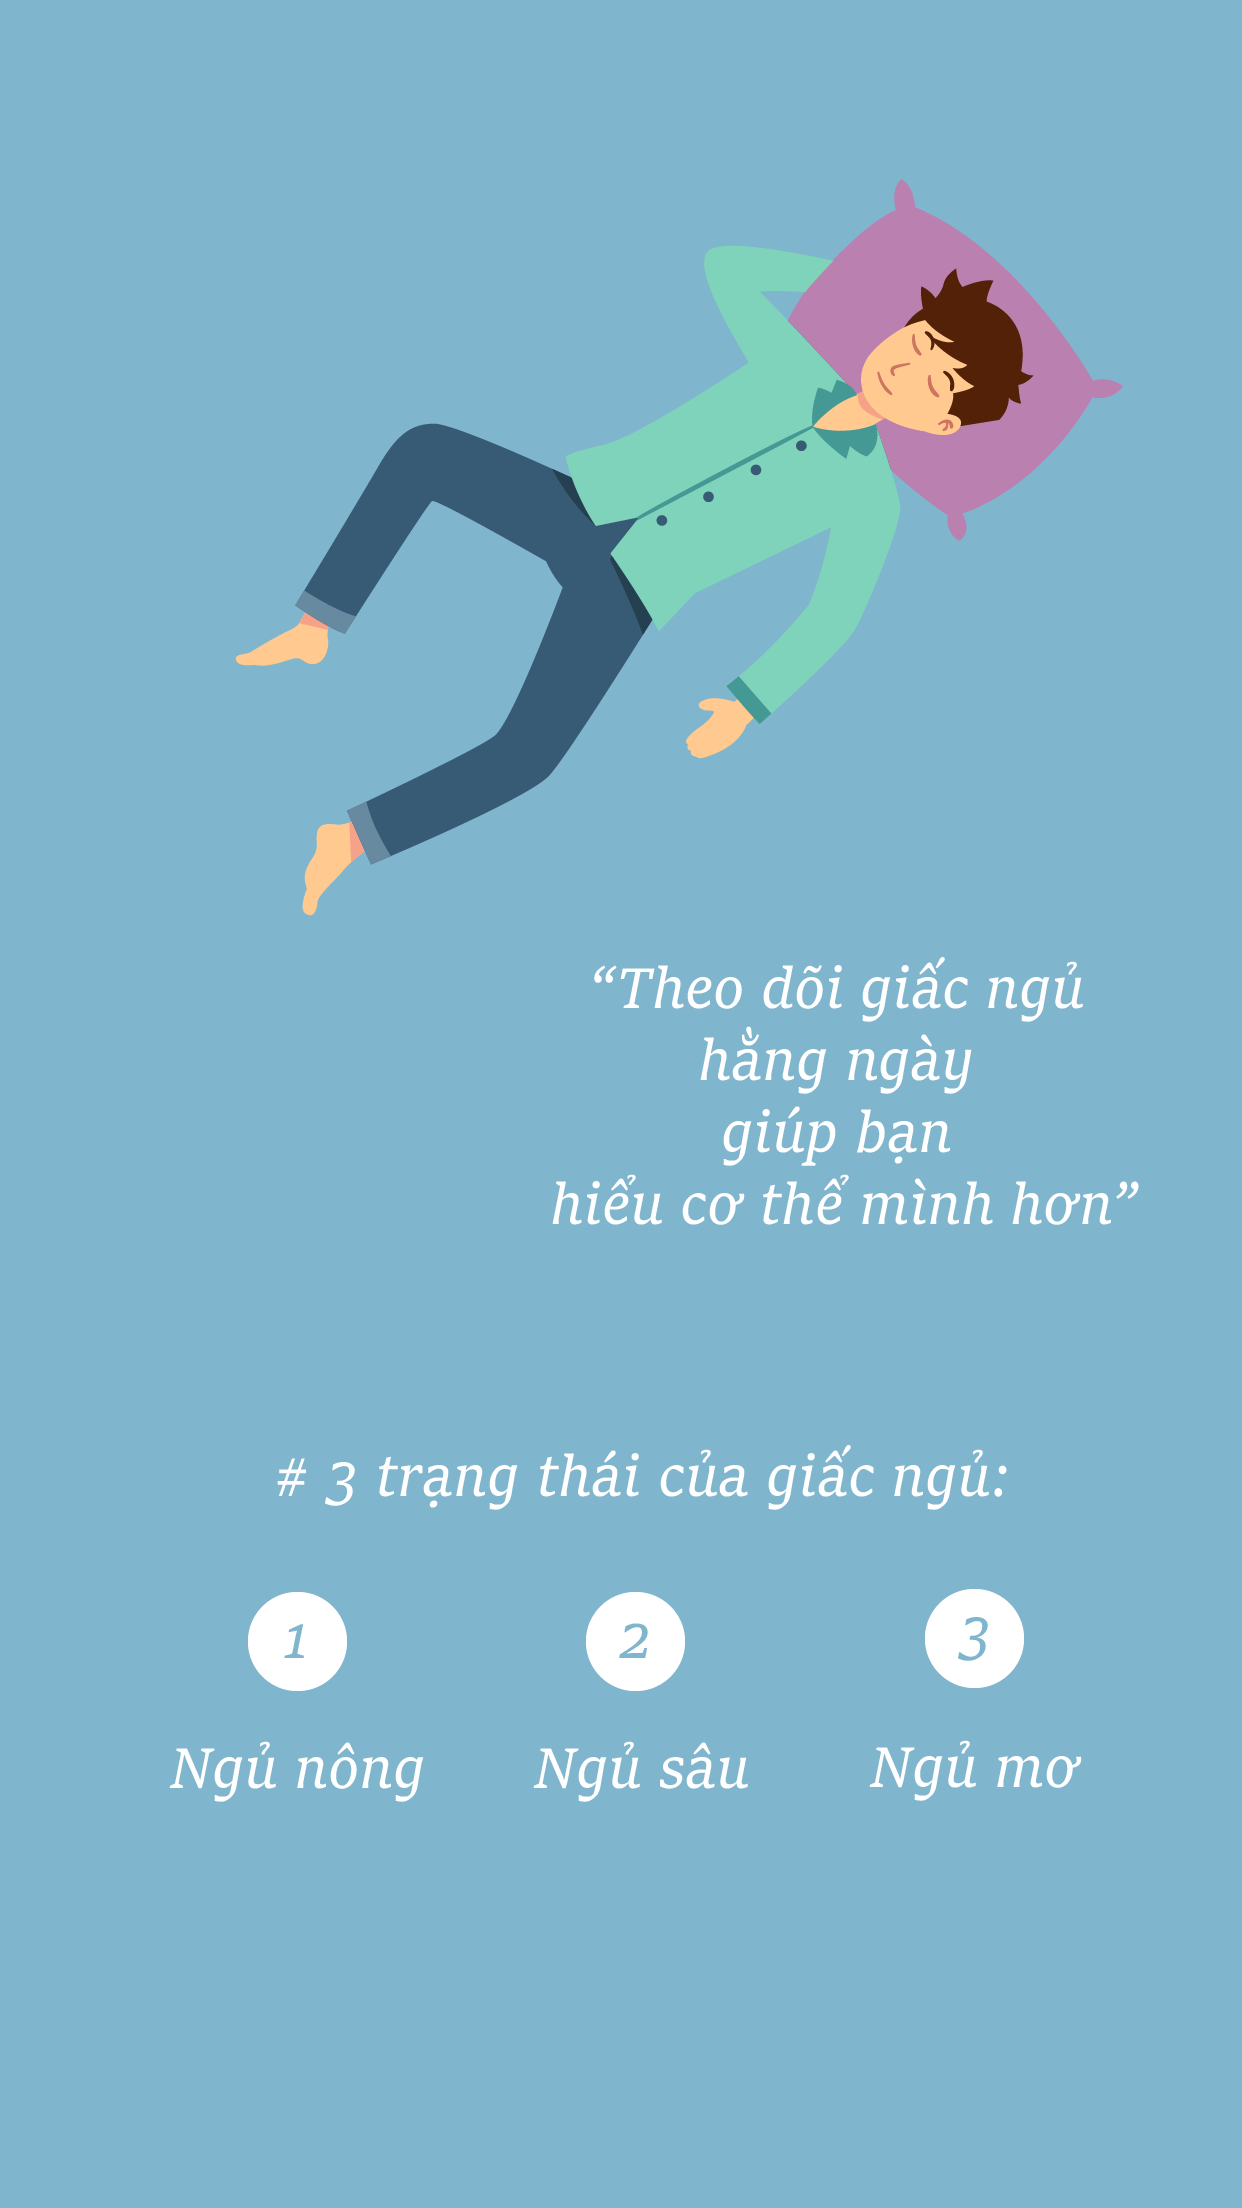 “Theo dõi giấc ngủ
hằng ngày
giúp bạn
hiểu cơ thể mình hơn”
# 3 trạng thái của giấc ngủ:
1 2 3
Ngủ nông Ngủ sâu Ngủ mơ